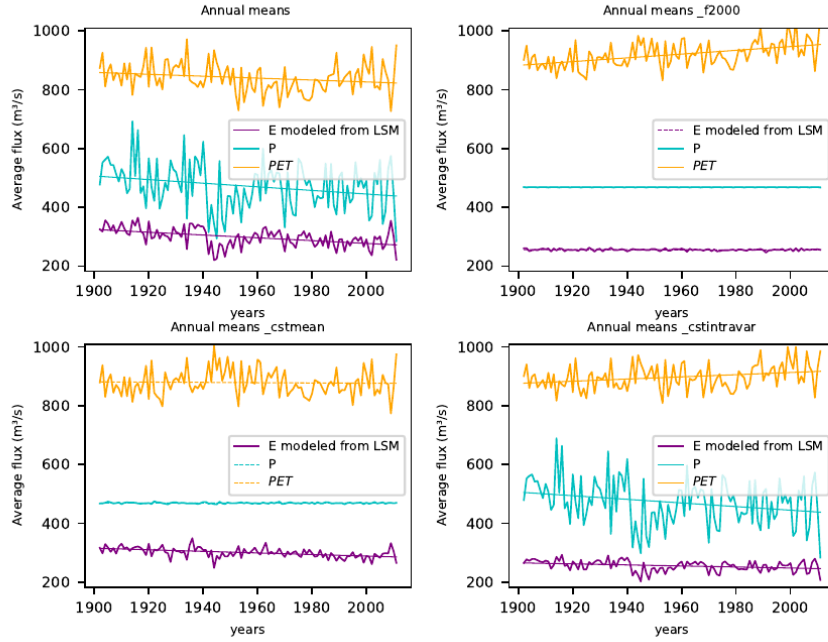 Annual means
Average flux (m³/s)
1000
800
600
400
200
E modeled from LSM
P
PET
1900 1920 1940 1960 1980 2000
years
Annual means _f2000
Average flux (m³/s)
1000
800
600
400
200
E modeled from LSM
P
PET
1900 1920 1940 1960 1980 2000
years
Annual means _cstmean
Average flux (m³/s)
1000
800
600
400
200
E modeled from LSM
P
PET
1900 1920 1940 1960 1980 2000
years
Annual means _cstintravar
Average flux (m³/s)
1000
800
600
400
200
E modeled from LSM
P
PET
1900 1920 1940 1960 1980 2000
years